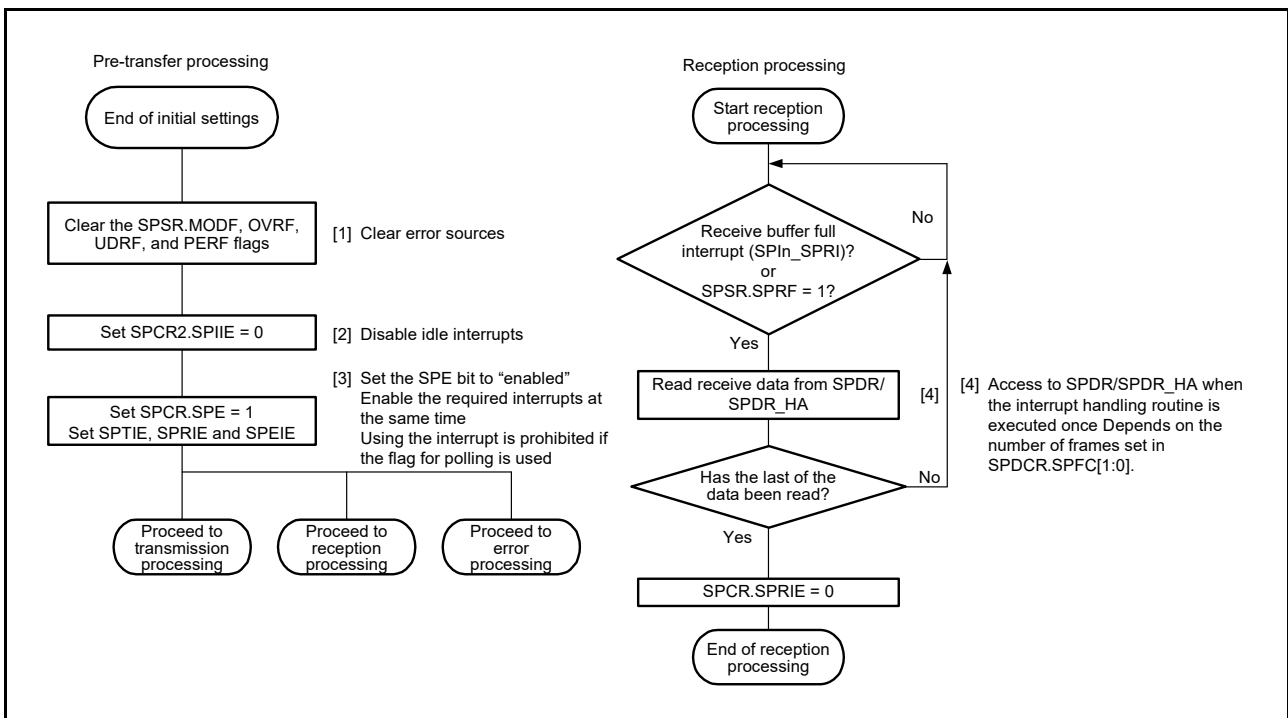 Pre-transfer processing
End of initial settings
Clear the SPSR.MODF, OVRF,
UDRF, and PERF flags
[1] Clear error sources
Set SPCR2.SPIIE = 0
[2] Disable idle interrupts
Set SPCR.SPE = 1
Set SPTIE, SPRIE and SPEIE
[3] Set the SPE bit to “enabled”
Enable the required interrupts at
the same time
Using the interrupt is prohibited if
the flag for polling is used
Proceed to
transmission
processing
Proceed to
reception
processing
Proceed to
error
processing
Reception processing
Start reception
processing
Receive buffer full
interrupt (SPIn_SPRI)?
or
SPSR.SPRF = 1?
No
Yes
Read receive data from SPDR/
SPDR_HA
[4]
[4] Access to SPDR/SPDR_HA when
the interrupt handling routine is
executed once Depends on the
number of frames set in
SPDCR.SPFC[1:0].
Has the last of the
data been read?
No
Yes
SPCR.SPRIE = 0
End of reception
processing